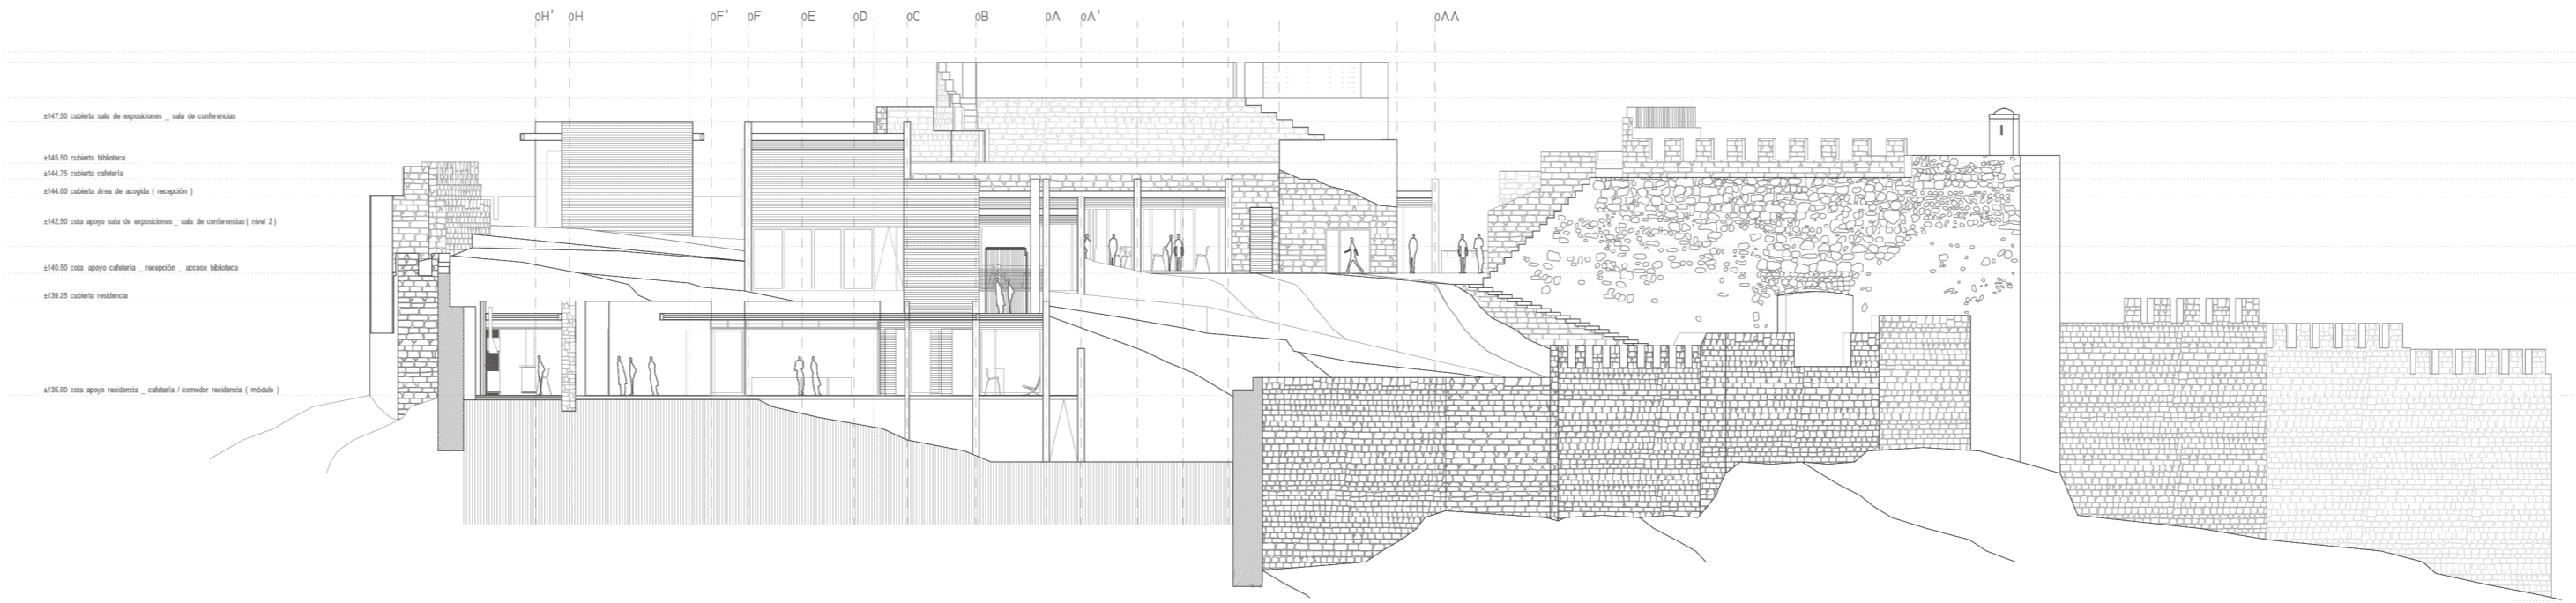 0H' 0H 0F' 0F 0E 0D 0C 0B 0A 0A' 0AA
±147.50 cubierta sala de exposiciones _ sala de conferencias
±145.50 cubierta biblioteca
±144.75 cubierta cafetería
±144.00 cubierta área de acogida ( recepción )
±142.50 cota apoyo sala de exposiciones _ sala de conferencias ( nivel 2 )
±140.50 cota apoyo cafetería _ recepción _ acceso biblioteca
±139.25 cubierta residencia
±135.00 cota apoyo residencia _ cafetería / comedor residencia ( módulo )